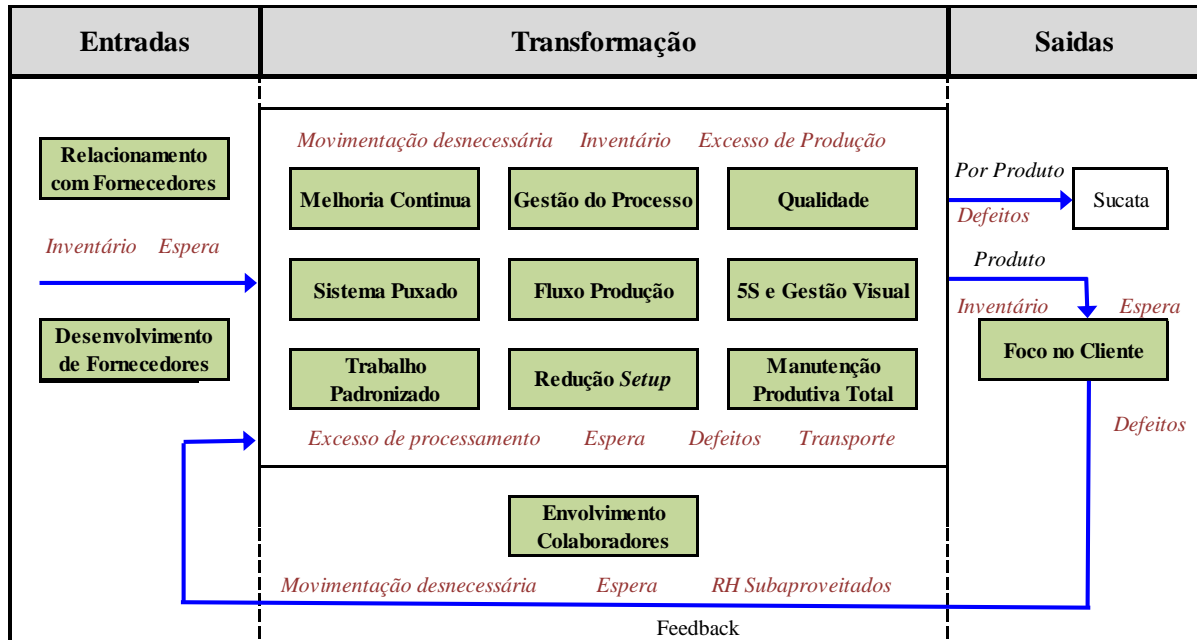 Entradas
Transformação
Saidas
Movimentação desnecessária Inventário Excesso de Produção
Relacionamento
com Fornecedores
Melhoria Continua
Gestão do Processo
Qualidade
Por Produto
Defeitos
Sucata
Inventário Espera
Sistema Puxado
Fluxo Produção
5S e Gestão Visual
Produto
Inventário Espera
Desenvolvimento
de Fornecedores
Trabalho
Padronizado
Redução Setup
Manutenção
Produtiva Total
Foco no Cliente
Excesso de processamento Espera Defeitos Transporte
Defeitos
Envolvimento
Colaboradores
Movimentação desnecessária Espera RH Subaproveitados
Feedback